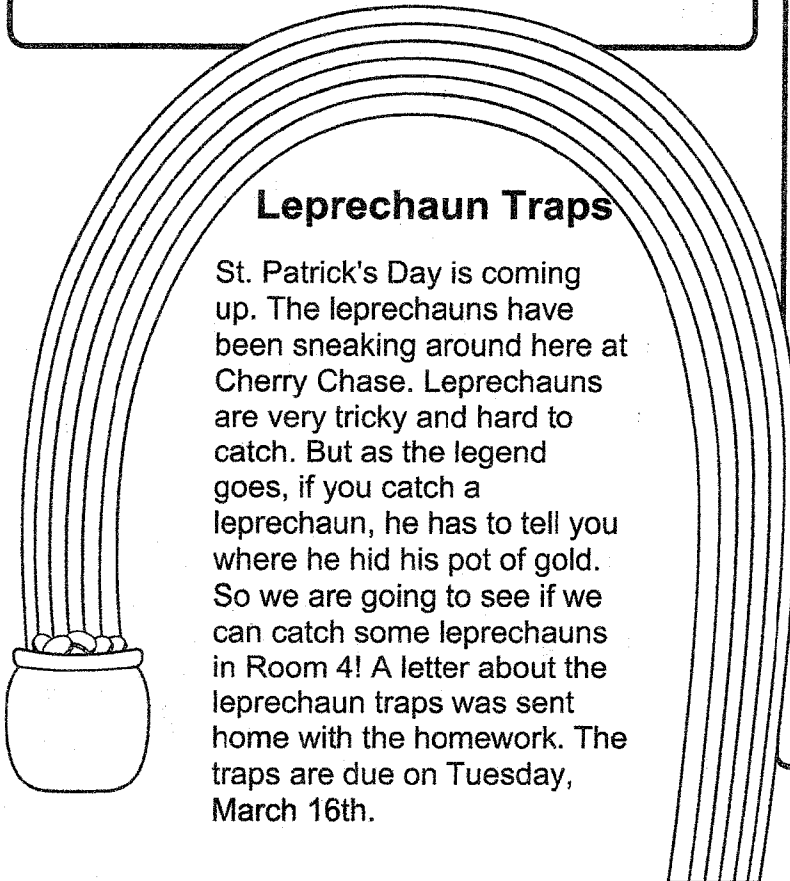 Leprechaun Traps
St. Patrick's Day is coming
up. The leprechauns have
been sneaking around here at
Cherry Chase. Leprechauns
are very tricky and hard to
catch. But as the legend
goes, if you catch a
leprechaun, he has to tell you
where he hid his pot of gold.
So we are going to see if we
can catch some leprechauns
in Room 4! A letter about the
leprechaun traps was sent
home with the homework. The
traps are due on Tuesday,
March 16th.